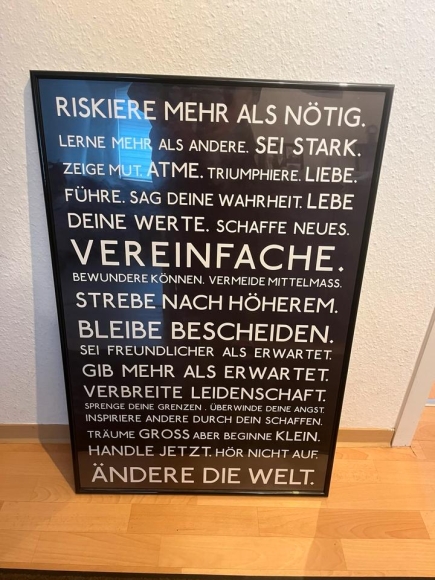 RISKIERE MEHR ALS NÖTIG.
LERNE MEHR ALS ANDERE. SEI STARK.
ZEIGE MUT. ATME. TRIUMPHIERE. LIEBE.
FÜHRE. SAG DEINE WAHRHEIT. LEBE
DEINE WERTE. SCHAFFE NEUES.
VEREINFACHE.
BEWUNDERE KÖNNEN. VERMEIDE MITTELMASS.
STREBE NACH HÖHEREM.
BLEIBE BESCHEIDEN.
SEI FREUNDLICHER ALS ERWARTET.
GIB MEHR ALS ERWARTET.
VERBREITE LEIDENSCHAFT.
SPRENGE DEINE GRENZEN . ÜBERWINDE DEINE ANGST.
INSPIRIERE ANDERE DURCH DEIN SCHAFFEN.
TRÄUME GROSS ABER BEGINNE KLEIN.
HANDLE JETZT. HÖR NICHT AUF.
ÄNDERE DIE WELT.